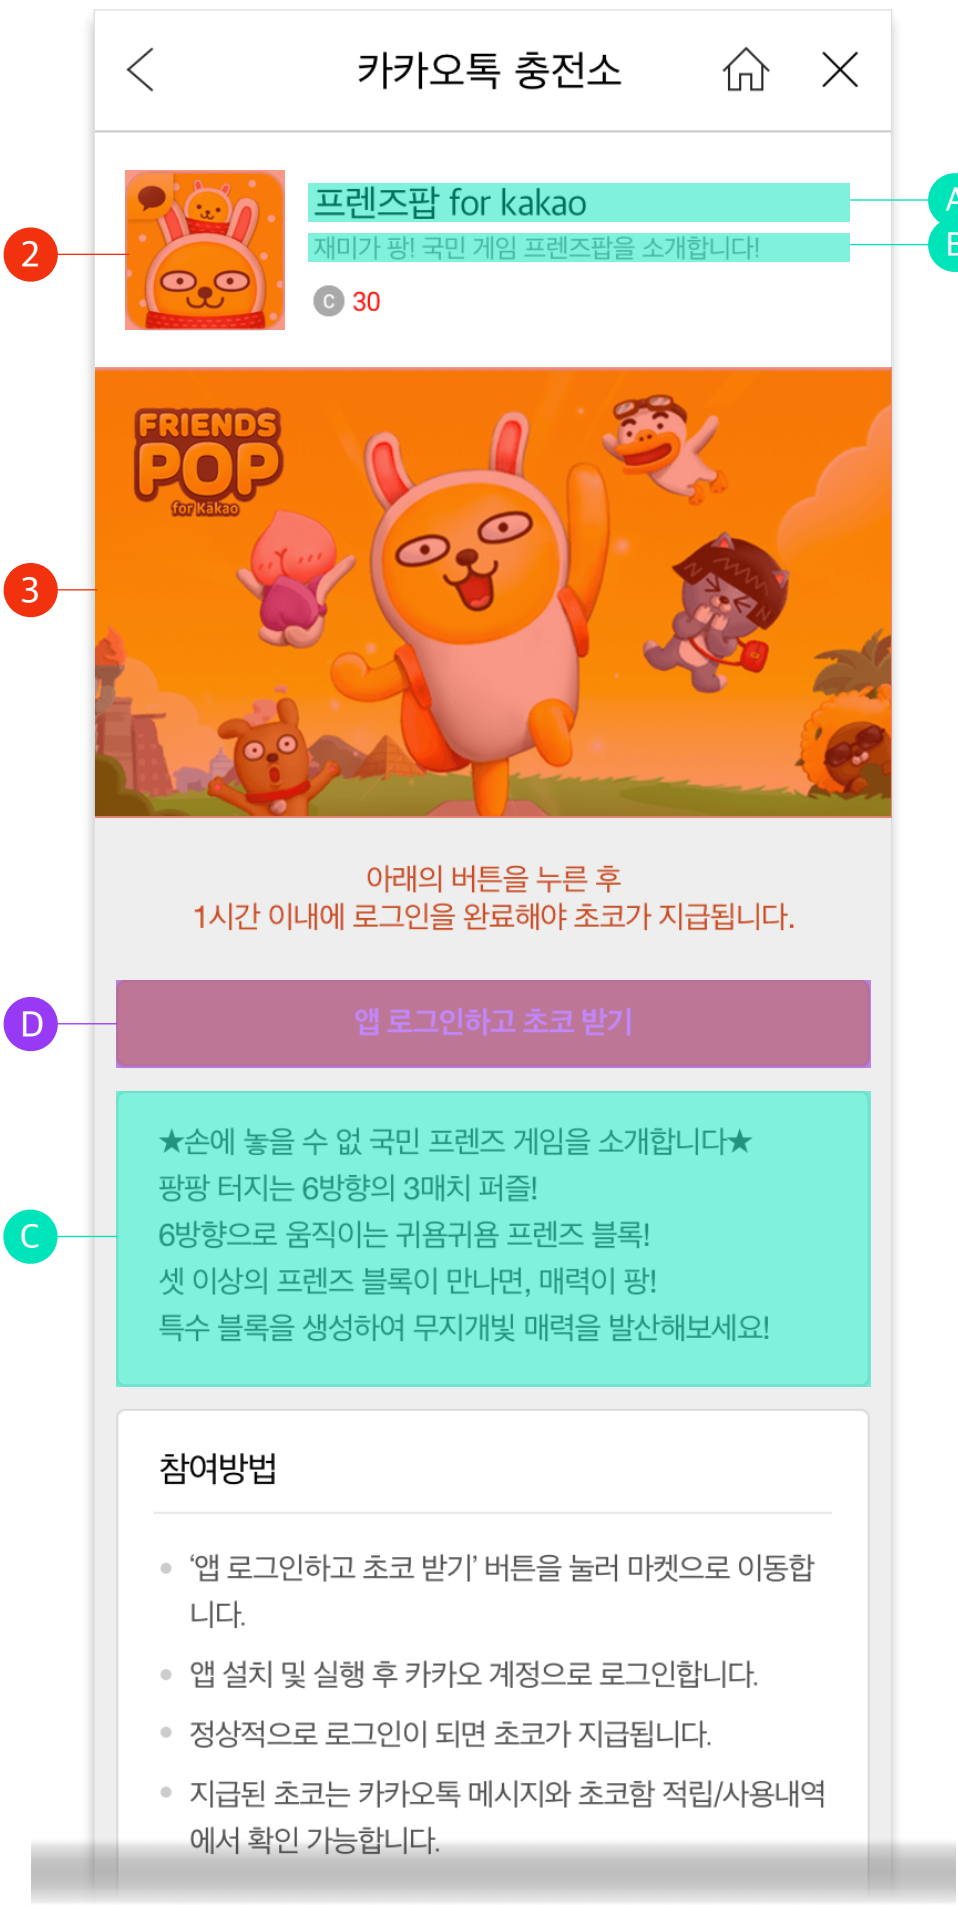 카카오톡 충전소
프렌즈팝 for kakao
A
재미가 팡! 국민 게임 프렌즈팝을 소개합니다!
B
2
C 30
FRIENDS
POP
for Kakao
3
아래의 버튼을 누른 후
1시간 이내에 로그인을 완료해야 초코가 지급됩니다.
D
앱 로그인하고 초코 받기
★손에 놓을 수 없 국민 프렌즈 게임을 소개합니다★
팡팡 터지는 6방향의 3매치 퍼즐!
6방향으로 움직이는 귀욤귀욤 프렌즈 블록!
C
셋 이상의 프렌즈 블록이 만나면, 매력이 팡!
특수 블록을 생성하여 무지개빛 매력을 발산해보세요!
참여방법
‘앱 로그인하고 초코 받기’ 버튼을 눌러 마켓으로 이동합
니다.
앱 설치 및 실행 후 카카오 계정으로 로그인합니다.
정상적으로 로그인이 되면 초코가 지급됩니다.
지급된 초코는 카카오톡 메시지와 초코함 적립/사용내역
에서 확인 가능합니다.